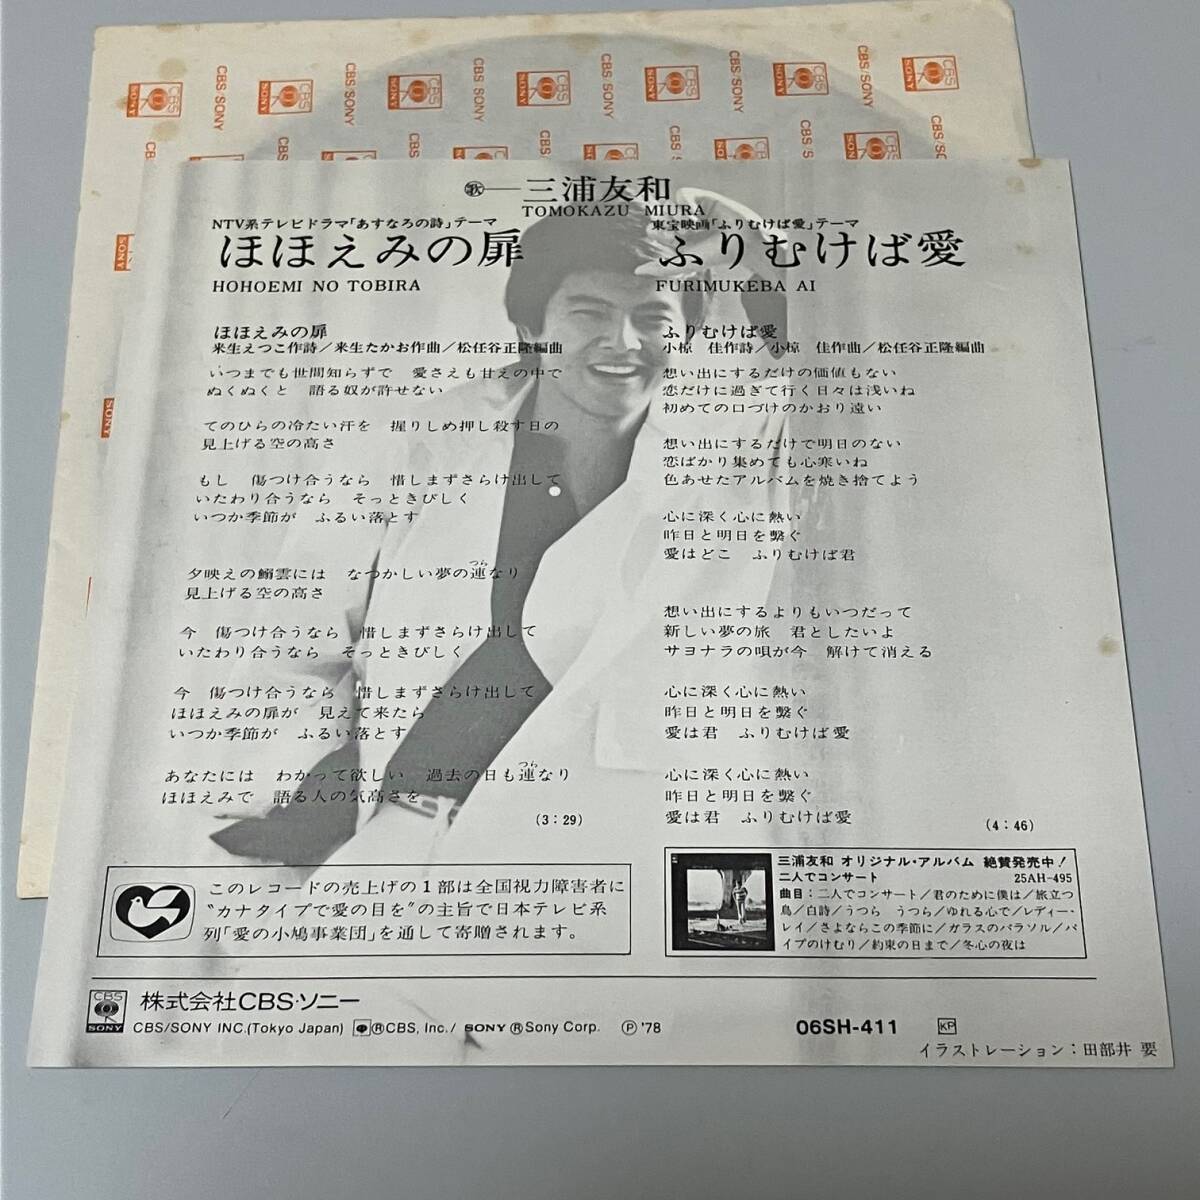 CBS SONY
CBS/SONY
㋕—三浦友和
TOMOKAZU MIURA
NTV系テレビドラマ「あすなろの詩」テーマ
ほほえみの扉
HOHOEMI NO TOBIRA
東宝映画「ふりむけば愛」テーマ
ふりむけば愛
FURIMUKEBA AI
ほほえみの扉
来生えつこ作詩/来生たかお作曲/松任谷正隆編曲
いつまでも世間知らずで 愛さえも甘えの中で
ぬくぬくと 語る奴が許せない
てのひらの冷たい汗を 握りしめ押し殺す日の
見上げる空の高さ
もし 傷つけ合うなら 惜しまずさらけ出して
いたわり合うなら そっときびしく
いつか季節が ふるい落とす
夕映えの鰯雲には なつかしい夢の連なり
つら
見上げる空の高さ
今 傷つけ合うなら 惜しまずさらけ出して
いたわり合うなら そっときびしく
今 傷つけ合うなら 惜しまずさらけ出して
ほほえみの扉が 見えて来たら
いつか季節が ふるい落とす
あなたには わかって欲しい 過去の日も連なり
つら
ほほえみで 語る人の気高さを
(3:29)
ふりむけば愛
小椋 佳作詩/小椋 佳作曲/松任谷正隆編曲
想い出にするだけの価値もない
恋だけに過ぎて行く日々は浅いね
初めての口づけのかおり遠い
想い出にするだけで明日のない
恋ばかり集めても心寒いね
色あせたアルバムを焼き捨てよう
心に深く心に熱い
昨日と明日を繋ぐ
愛はどこ ふりむけば君
想い出にするよりもいつだって
新しい夢の旅 君としたいよ
サヨナラの唄が今 解けて消える
心に深く心に熱い
昨日と明日を繋ぐ
愛は君 ふりむけば愛
心に深く心に熱い
昨日と明日を繋ぐ
愛は君 ふりむけば愛
(4:46)
このレコードの売上げの1部は全国視力障害者に
“カナタイプで愛の目を”の主旨で日本テレビ系
列「愛の小鳩事業団」を通して寄贈されます。
三浦友和 オリジナル・アルバム 絶賛発売中!
二人でコンサート 25AH-495
曲目:二人でコンサート/君のために僕は/旅立つ
鳥/白詩/うつら うつら/ゆれる心で/レディー・
レイ/さよならこの季節に/ガラスのパラソル/パ
イプのけむり/約束の日まで/冬心の夜は
CBS SONY
株式会社CBS・ソニー
CBS/SONY INC.(Tokyo Japan) ®CBS, Inc./ SONY ®Sony Corp. ℗'78
06SH-411 KP
イラストレーション:田部井 要